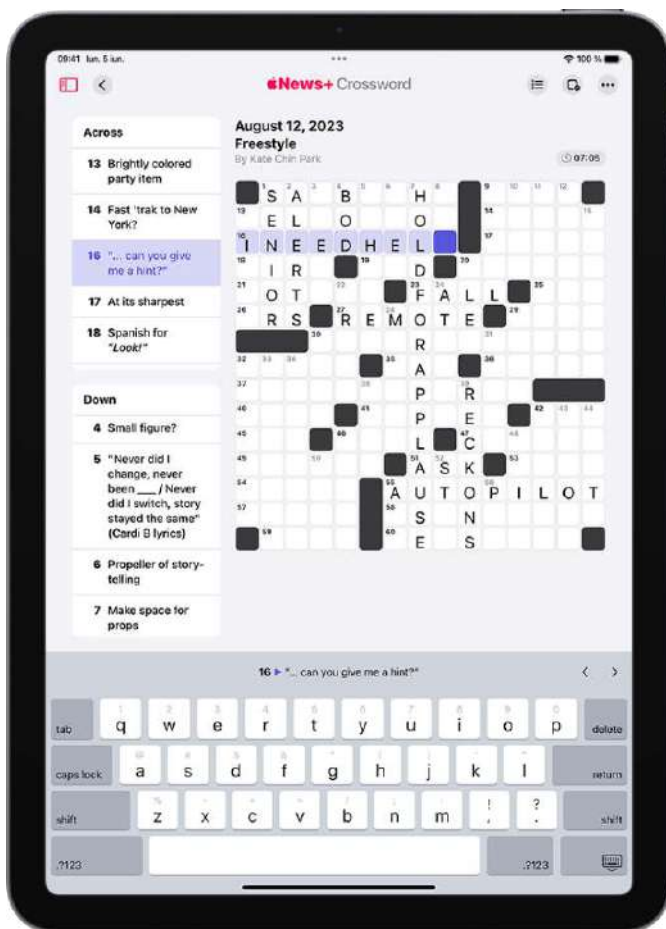 09:41 lun. 5 iun.
100 %
News+ Crossword
Across
13 Brightly colored
party item
14 Fast 'trak to New
York?
16 "... can you give
me a hint?"
17 At its sharpest
18 Spanish for
"Look!"
Down
4 Small figure?
5 "Never did I
change, never
been ___ / Never
did I switch, story
stayed the same"
(Cardi B lyrics)
6 Propeller of story-
telling
7 Make space for
props
August 12, 2023
Freestyle
By Kate Chin Park
07:05
S A B H
E L O O
I N E E D H E L
I R T D
O T F A L L
R S R E M O T E
R
A
P R
P E
L C
A S K
A U T O P I L O T
S N
E S
16 "... can you give me a hint?"
tab q w e r t y u i o p delete
caps lock a s d f g h j k l return
shift z x c v b n m ! , ? . shift
.?123 .?123